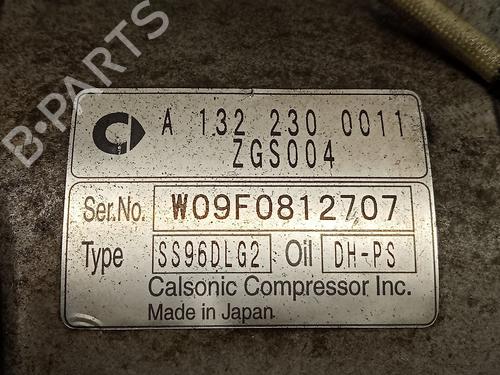 B-PARTS
A 132 230 0011
ZGS004
Ser.No. W09F0812707
Type SS96DLG2 Oil DH-PS
Calsonic Compressor Inc.
Made in Japan